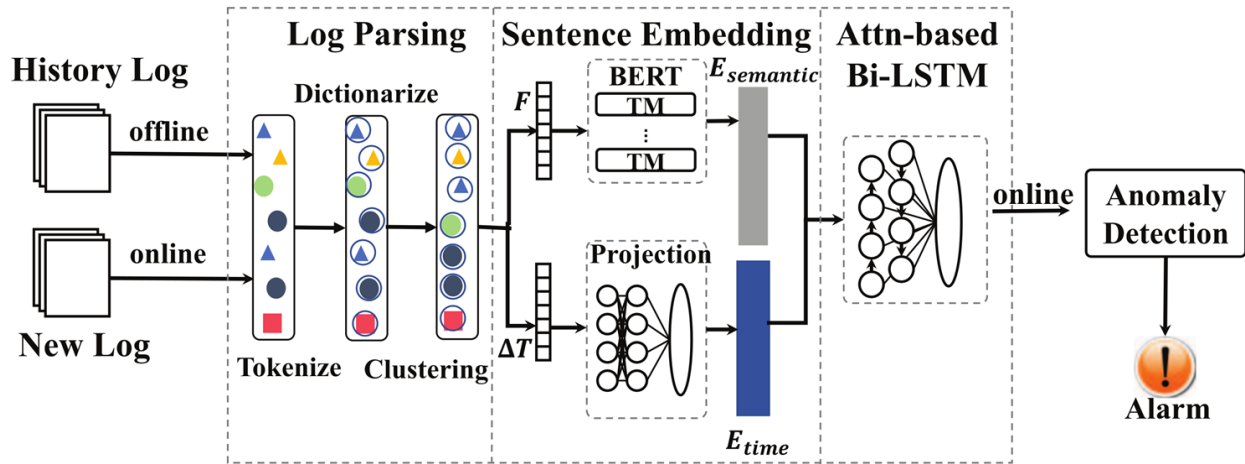 Log Parsing
Sentence Embedding
Attn-based
Bi-LSTM
History Log
offline
New Log
online
Dictionarize
Tokenize
Clustering
F
BERT
TM
...
TM
E_semantic
ΔT
Projection
E_time
online
Anomaly
Detection
!
Alarm